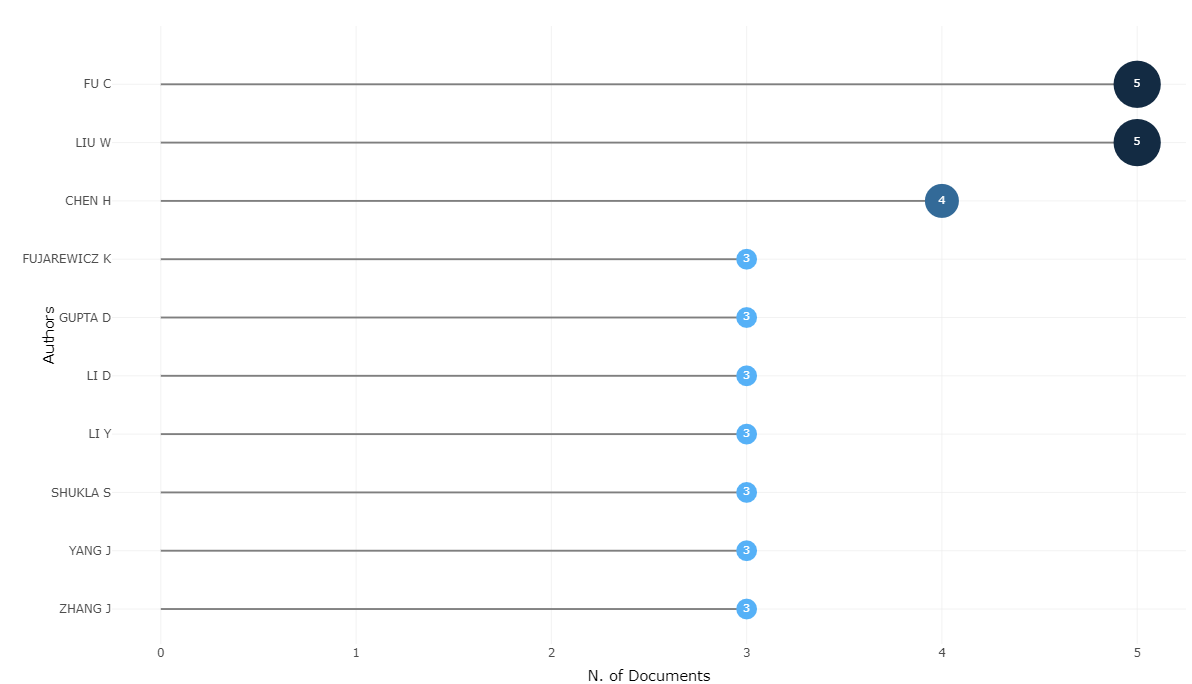 FU C 5
LIU W 5
CHEN H 4
FUJAREWICZ K 3
GUPTA D 3
LI D 3
LI Y 3
SHUKLA S 3
YANG J 3
ZHANG J 3
Authors
0 1 2 3 4 5
N. of Documents